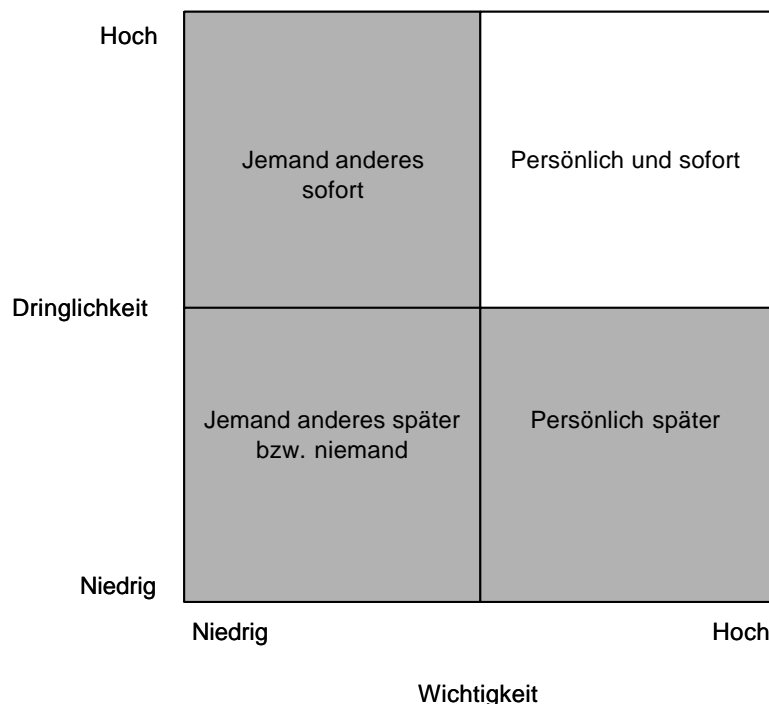 Hoch
Jemand anderes
sofort
Persönlich und sofort
Dringlichkeit
Jemand anderes später
bzw. niemand
Persönlich später
Niedrig
Niedrig
Hoch
Wichtigkeit